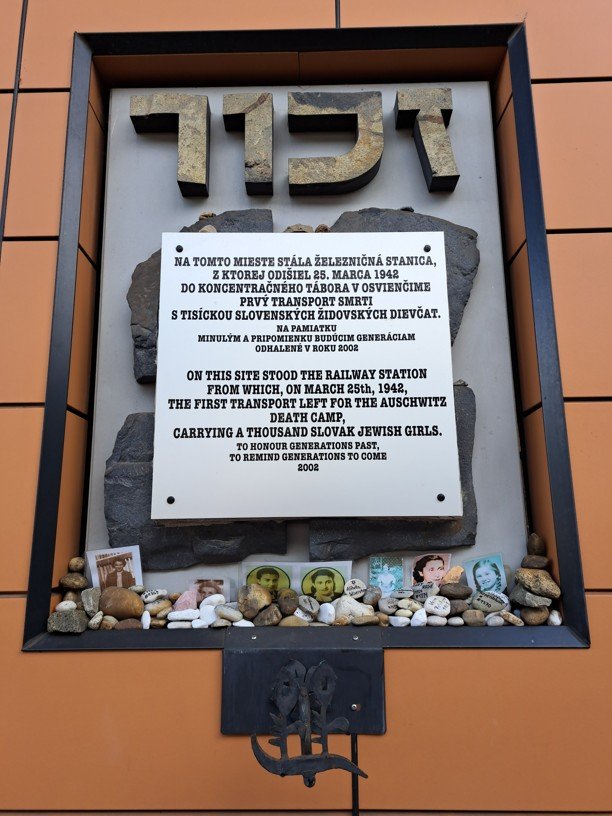 זכור
NA TOMTO MIESTE STÁLA ŽELEZNIČNÁ STANICA,
Z KTOREJ ODIŠIEL 25. MARCA 1942
DO KONCENTRAČNÉHO TÁBORA V OSVIENČIME
PRVÝ TRANSPORT SMRTI
S TISÍCKOU SLOVENSKÝCH ŽIDOVSKÝCH DIEVČAT.
NA PAMIATKU
MINULÝM A PRIPOMIENKU BUDÚCIM GENERÁCIAM
ODHALENÉ V ROKU 2002
ON THIS SITE STOOD THE RAILWAY STATION
FROM WHICH, ON MARCH 25th, 1942,
THE FIRST TRANSPORT LEFT FOR THE AUSCHWITZ
DEATH CAMP,
CARRYING A THOUSAND SLOVAK JEWISH GIRLS.
TO HONOUR GENERATIONS PAST,
TO REMIND GENERATIONS TO COME
2002